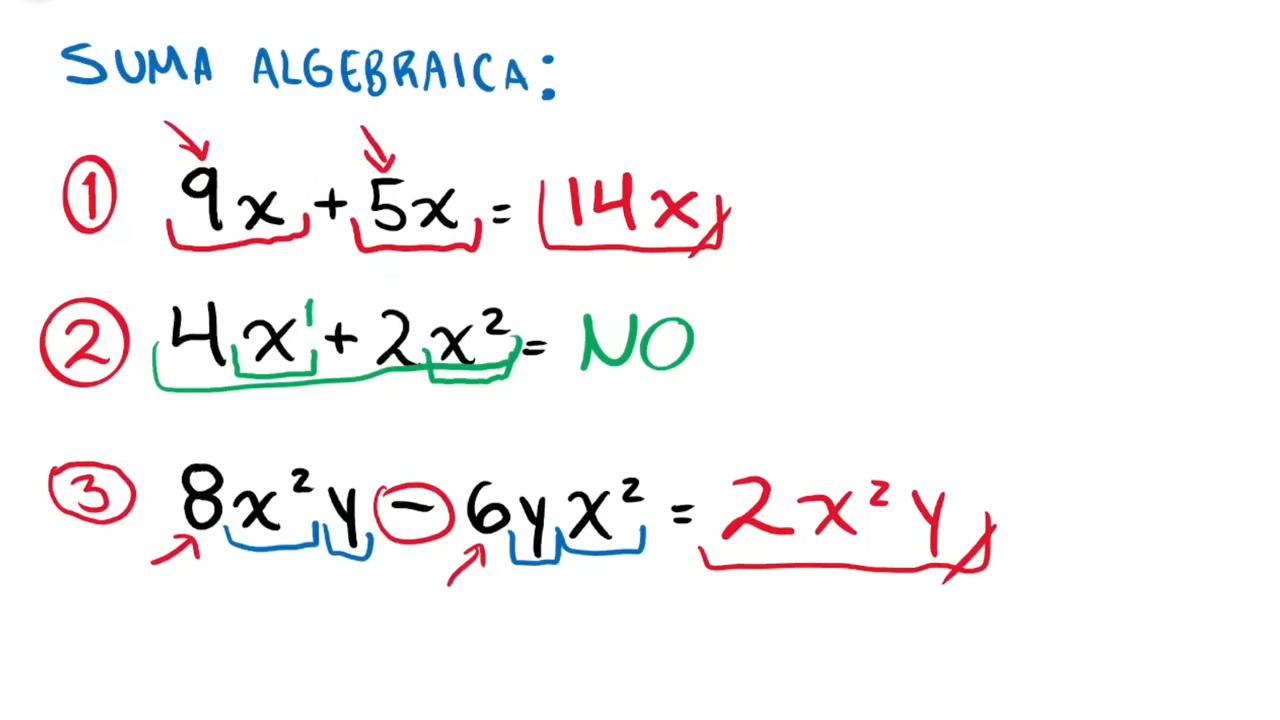 SUMA ALGEBRAICA:
① 9x + 5x = 14x
② 4x¹ + 2x² = NO
③ 8x²y - 6yx² = 2x²y